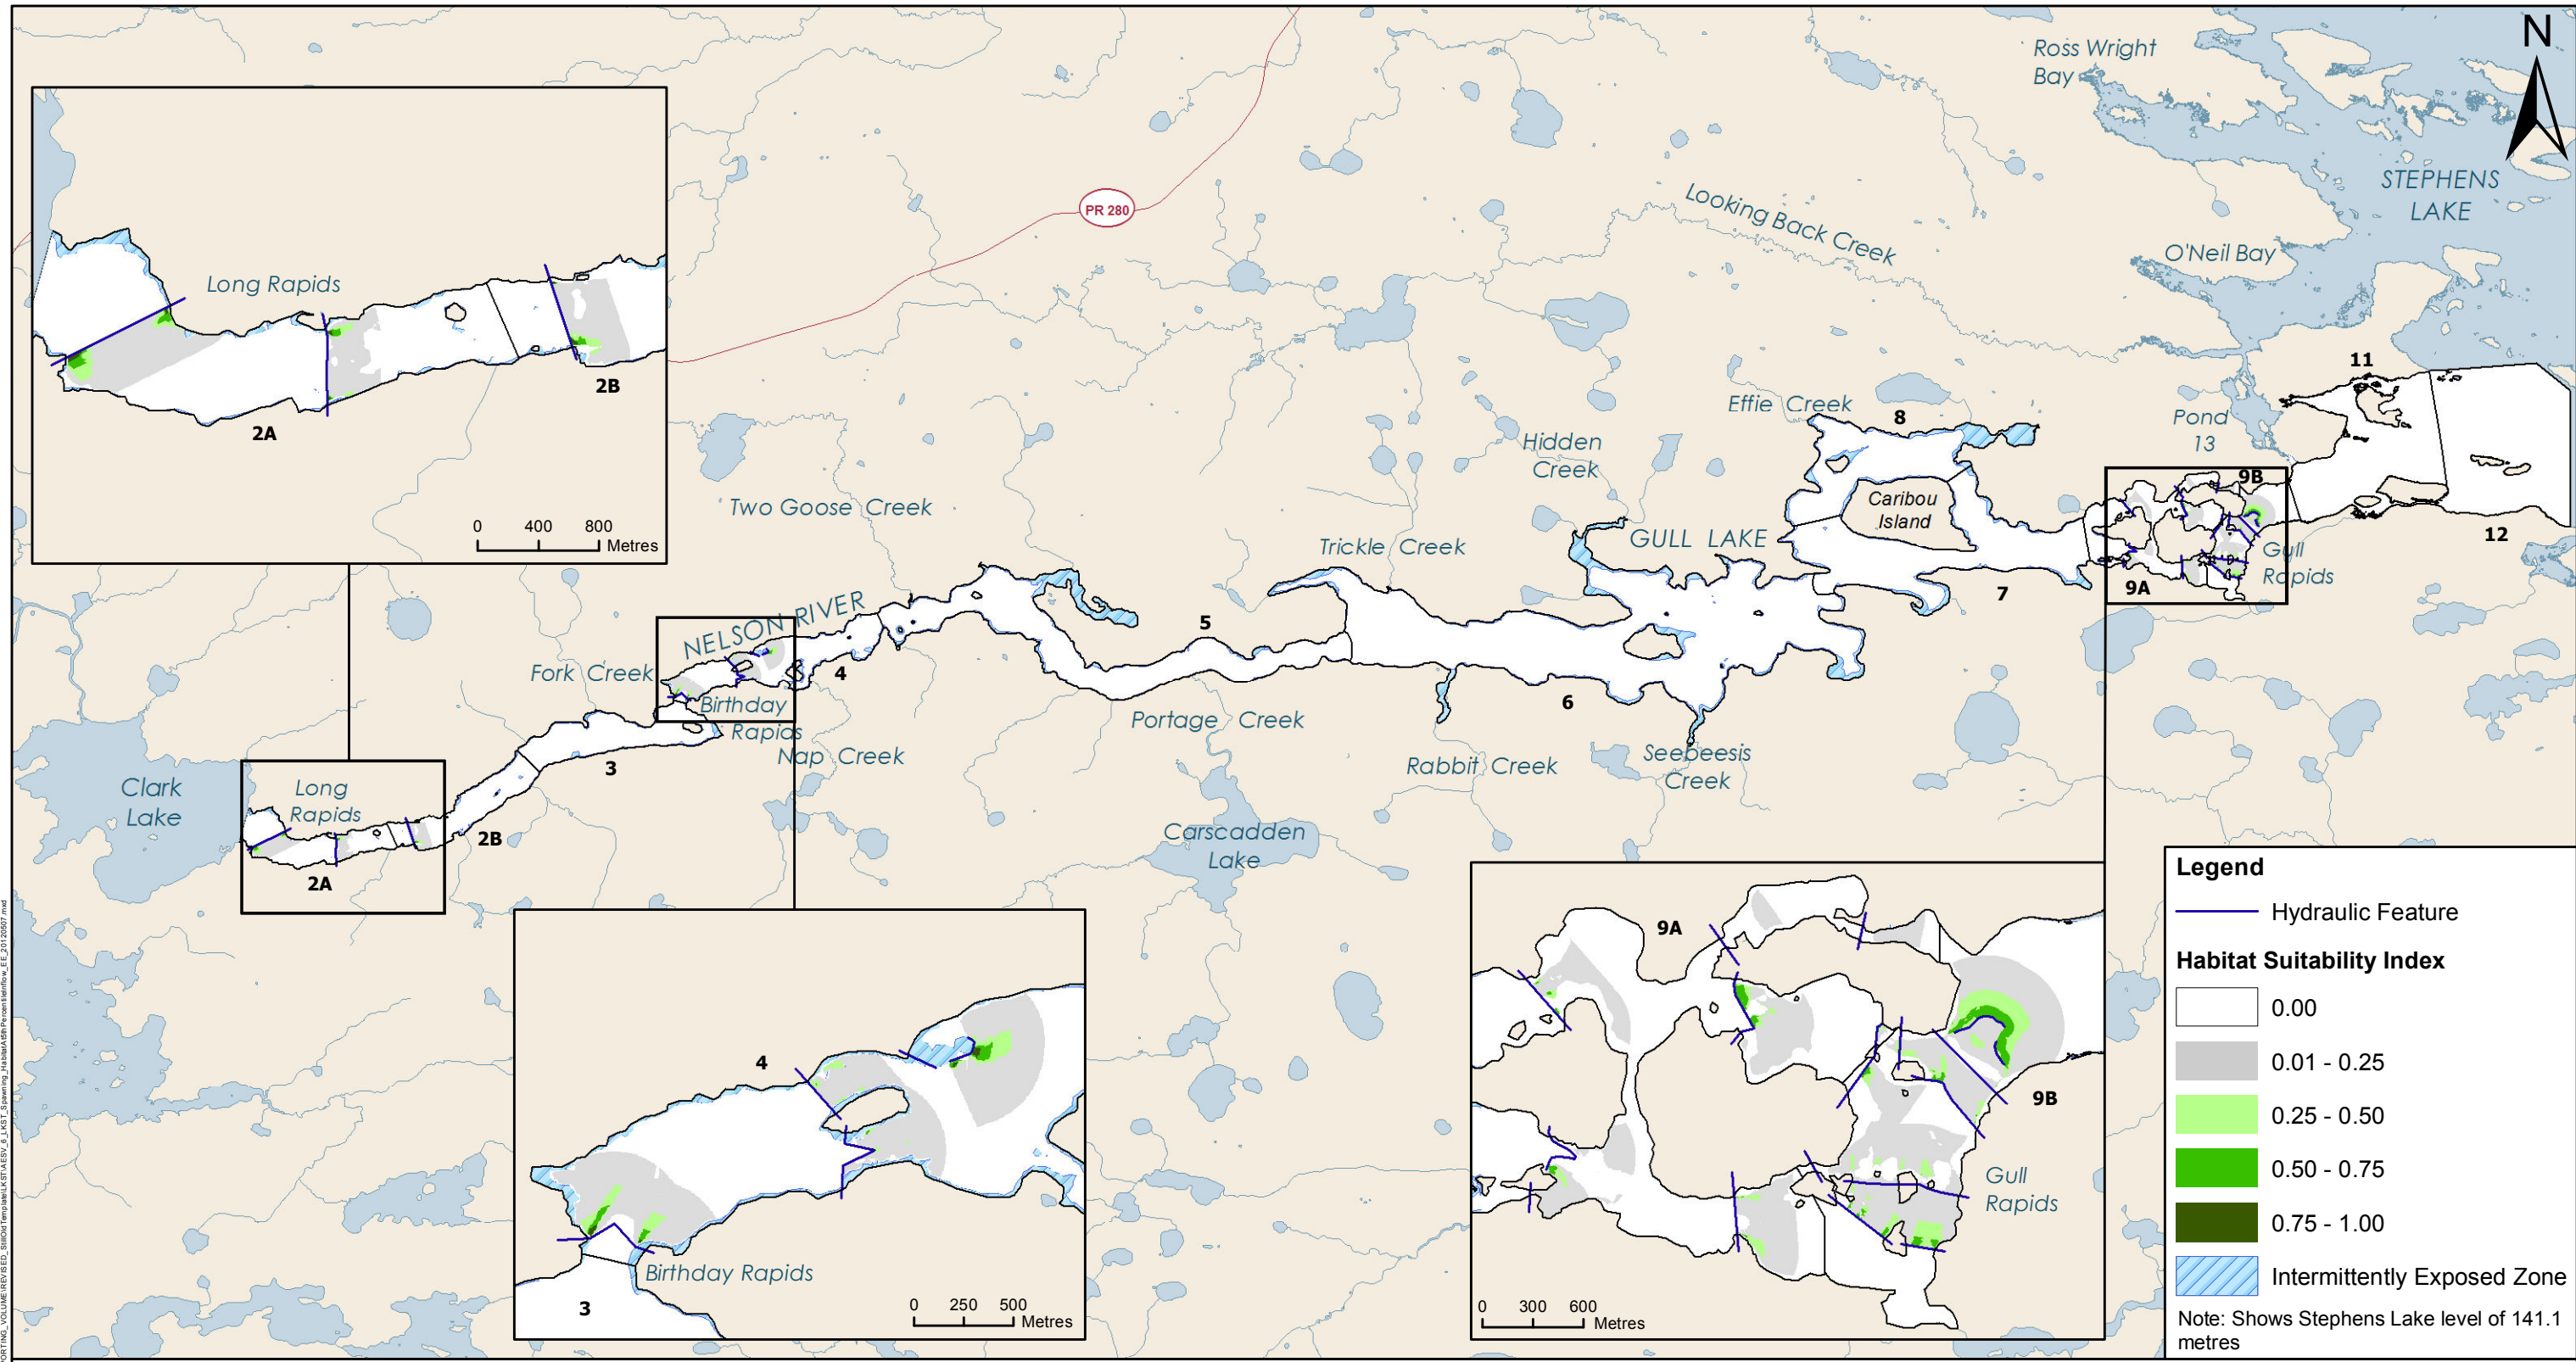 N
Ross Wright
Bay
STEPHENS
LAKE
PR 280
Looking Back Creek
O'Neil Bay
Long Rapids
2A
2B
0 400 800
Metres
Effie Creek
8
11
Pond
13
Hidden
Creek
Caribou
Island
9B
Two Goose Creek
GULL LAKE
12
Trickle Creek
Gull
Rapids
9A
7
NELSON RIVER
5
Fork Creek
4
Birthday
Rapids
6
Portage Creek
Nap Creek
3
Rabbit Creek
Seebeesis
Creek
Clark
Lake
Long
Rapids
2B
2A
Carscadden
Lake
4
Birthday Rapids
3
0 250 500
Metres
9A
9B
Gull
Rapids
0 300 600
Metres
Legend
Hydraulic Feature
Habitat Suitability Index
0.00
0.01 - 0.25
0.25 - 0.50
0.50 - 0.75
0.75 - 1.00
Intermittently Exposed Zone
Note: Shows Stephens Lake level of 141.1
metres